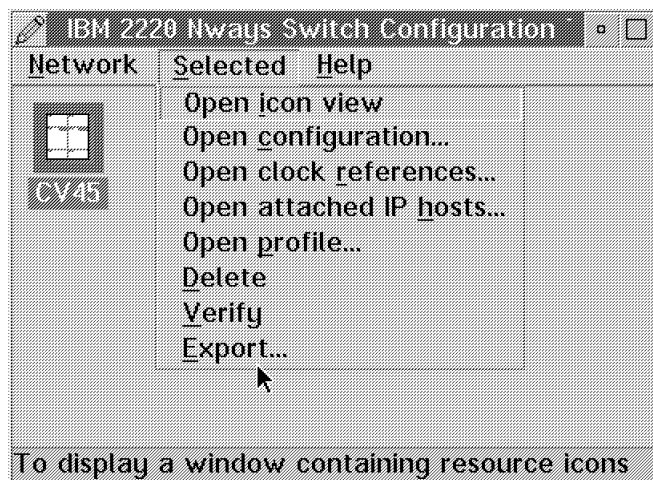 IBM 2220 Nways Switch Configuration
Network Selected Help
Open icon view
Open configuration...
Open clock references...
Open attached IP hosts...
Open profile...
Delete
Verify
Export...
CV45
To display a window containing resource icons